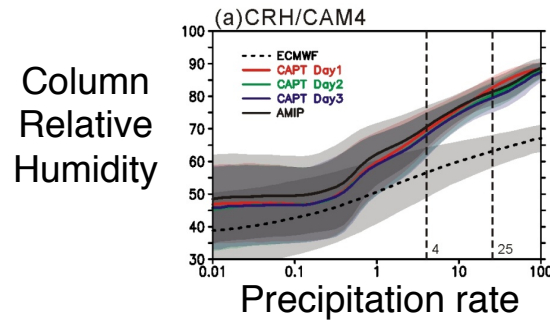 (a)CRH/CAM4
Column
Relative
Humidity
100
90
80
70
60
50
40
30
ECMWF
CAPT Day1
CAPT Day2
CAPT Day3
AMIP
4
25
0.01
0.1
1
10
100
Precipitation rate